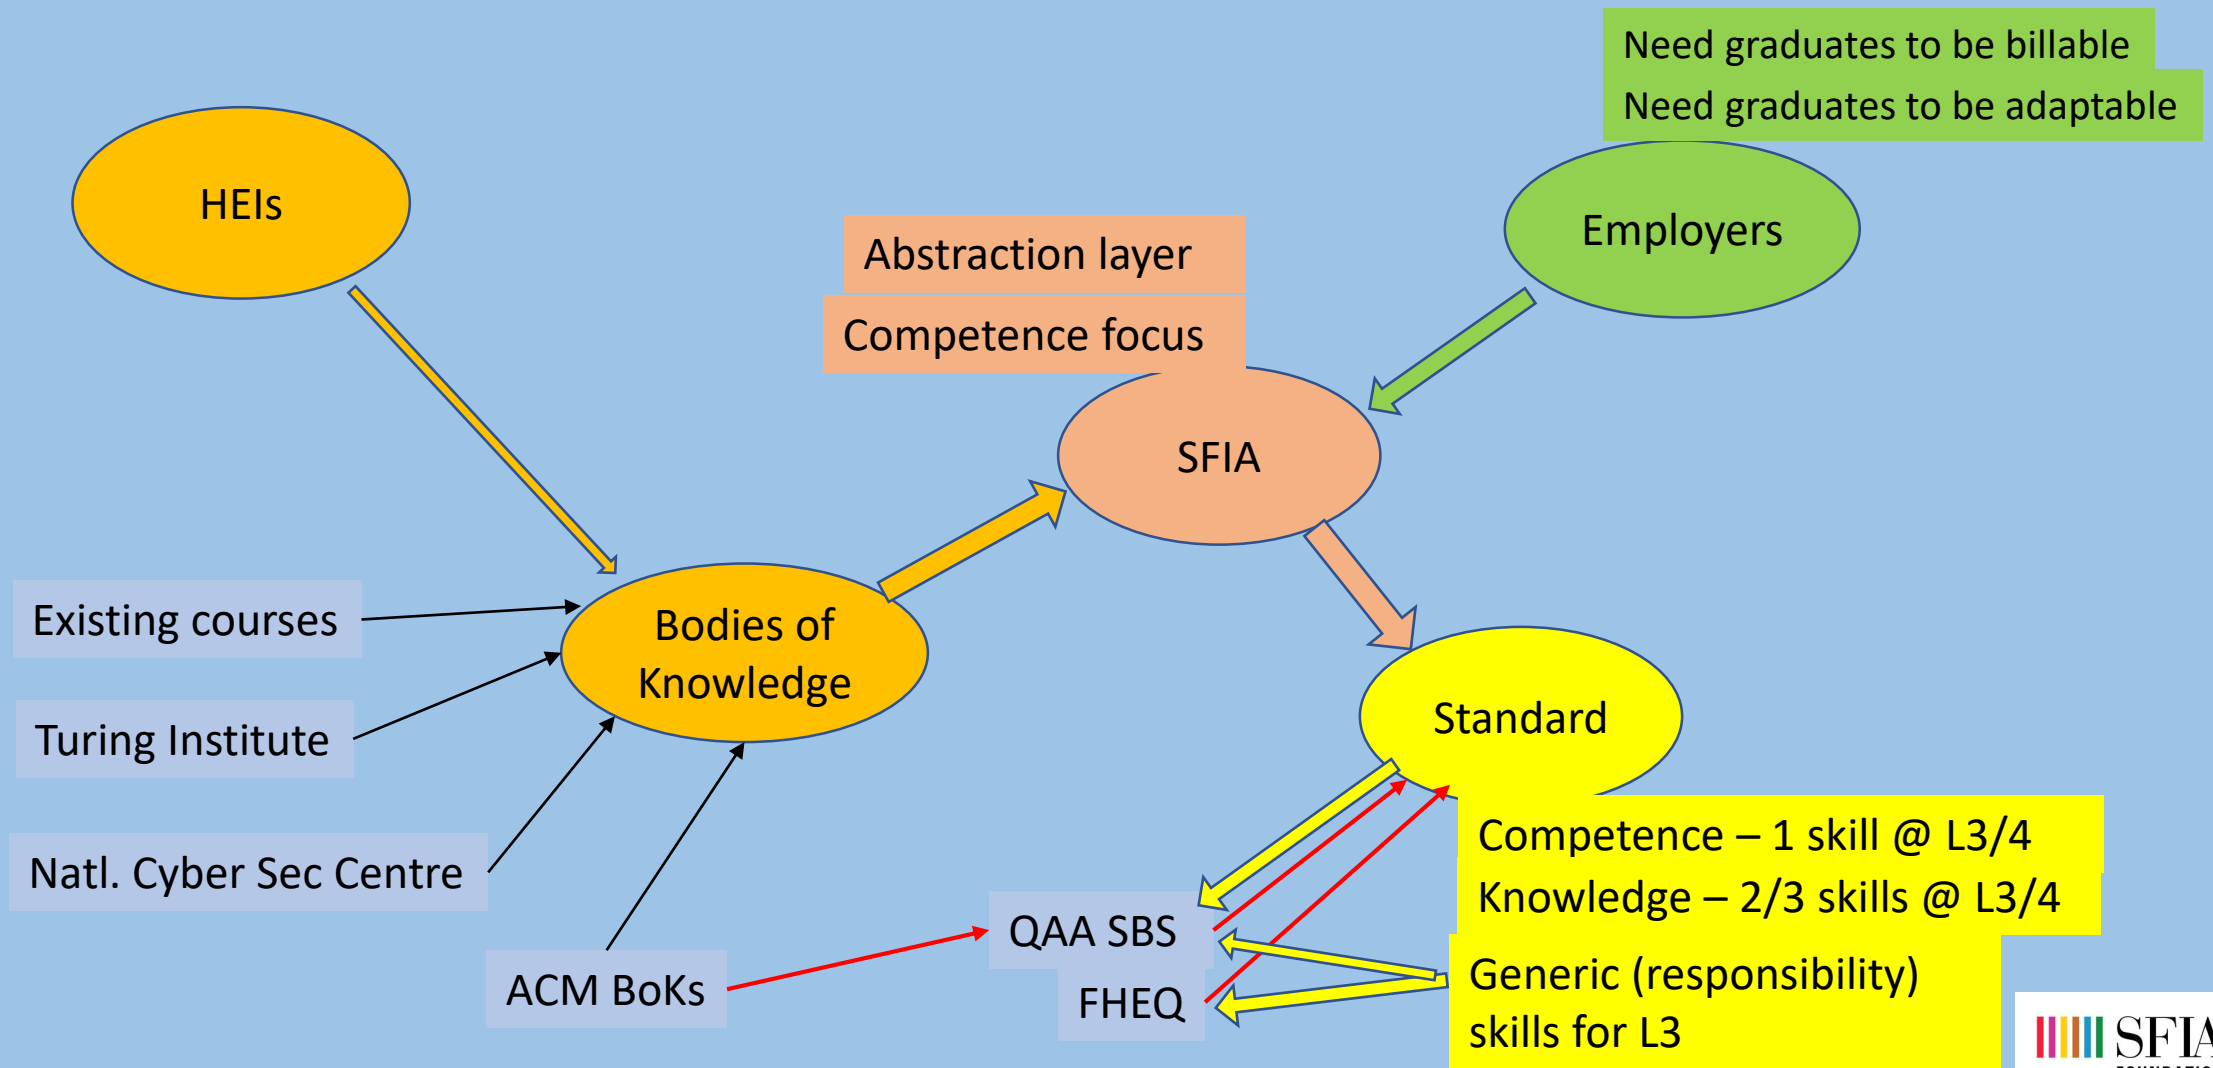 Need graduates to be billable
Need graduates to be adaptable
HEIs
Employers
Abstraction layer
Competence focus
SFIA
Existing courses
Bodies of
Knowledge
Turing Institute
Standard
Natl. Cyber Sec Centre
Competence – 1 skill @ L3/4
Knowledge – 2/3 skills @ L3/4
QAA SBS
ACM BoKs
FHEQ
Generic (responsibility)
skills for L3
SFIA